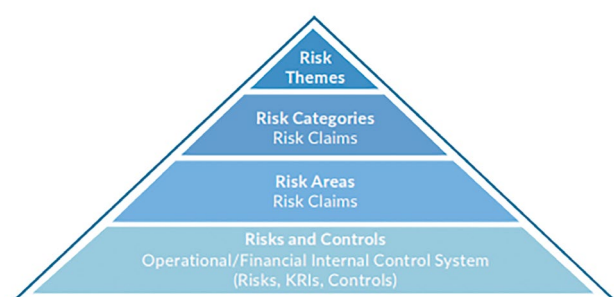 Risk
Themes
Risk Categories
Risk Claims
Risk Areas
Risk Claims
Risks and Controls
Operational/Financial Internal Control System
(Risks, KRIs, Controls)